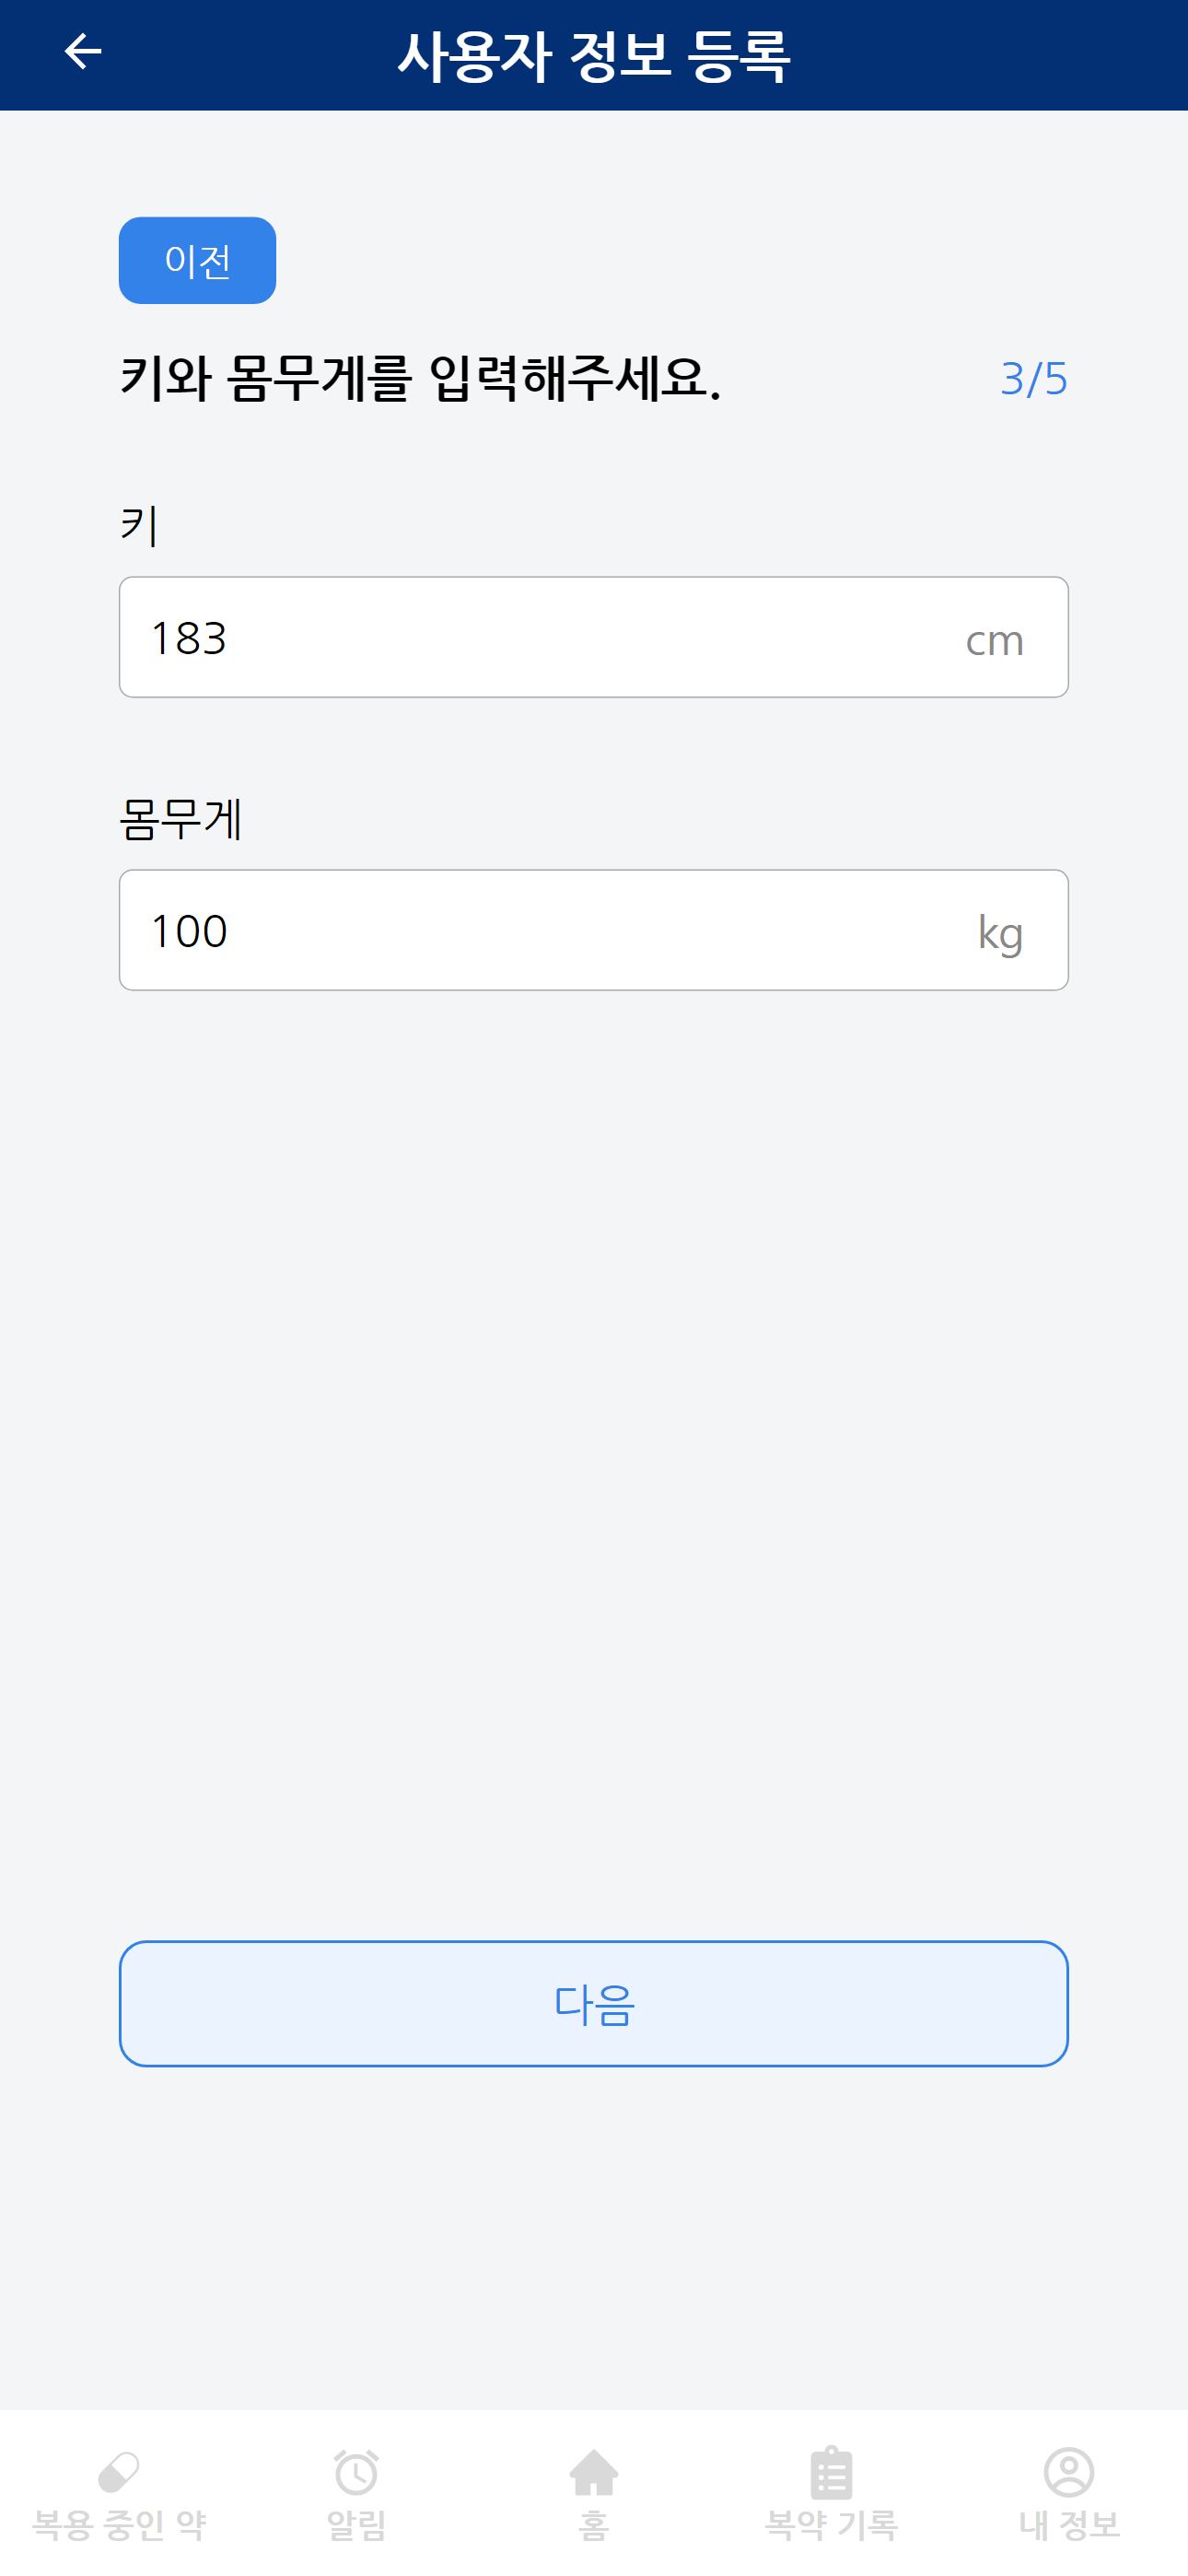 사용자 정보 등록
이전
키와 몸무게를 입력해주세요. 3/5
키
183 cm
몸무게
100 kg
다음
복용 중인 약 알림 홈 복약 기록 내 정보